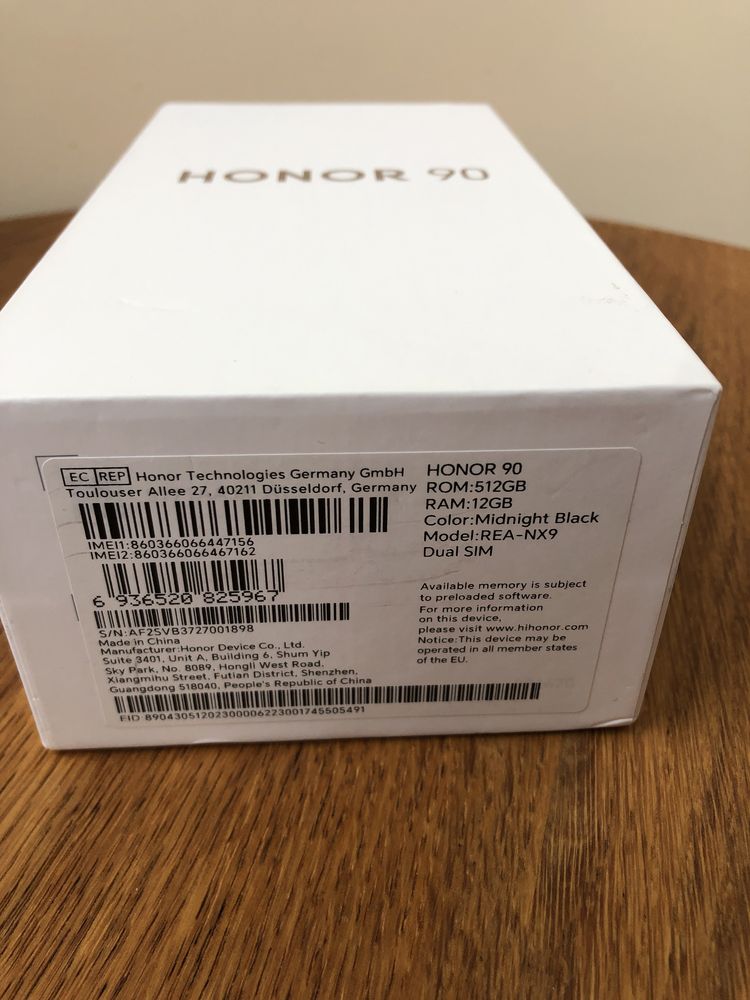 HONOR 90
EC REP Honor Technologies Germany GmbH
Toulouser Allee 27, 40211 Düsseldorf, Germany
IMEI1:860366066447156
IMEI2:860366066467162
6 936520 825967
S/N:AF2SVB3727001898
Made in China
Manufacturer:Honor Device Co., Ltd.
Suite 3401, Unit A, Building 6, Shum Yip
Sky Park, No. 8089, Hongli West Road,
Xiangmihu Street, Futian District, Shenzhen,
Guangdong 518040, People's Republic of China
EID:89043051202300006223001745505491
HONOR 90
ROM:512GB
RAM:12GB
Color:Midnight Black
Model:REA-NX9
Dual SIM
Available memory is subject
to preloaded software.
For more information
on this device,
please visit www.hihonor.com
Notice:This device may be
operated in all member states
of the EU.